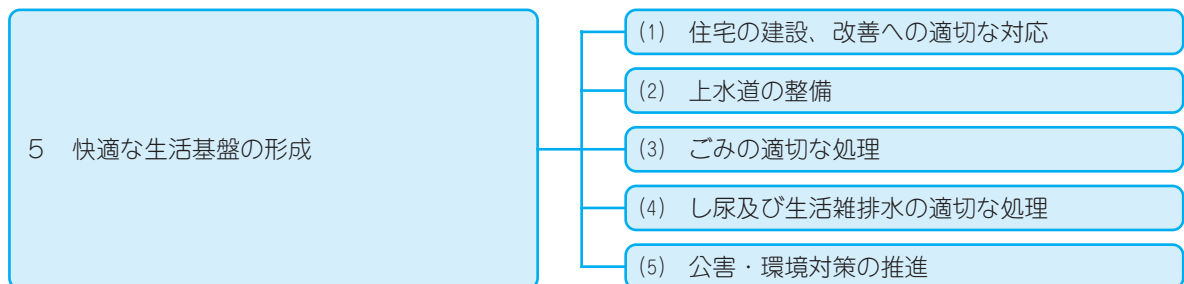 5 快適な生活基盤の形成
⑴ 住宅の建設、改善への適切な対応
⑵ 上水道の整備
⑶ ごみの適切な処理
⑷ し尿及び生活雑排水の適切な処理
⑸ 公害・環境対策の推進